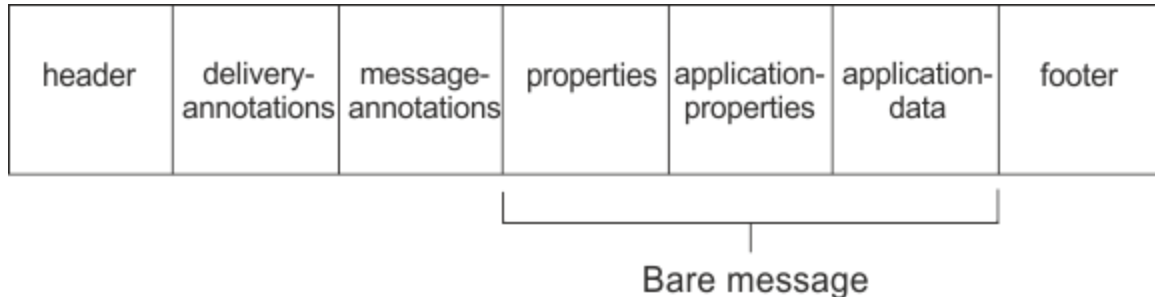 header
delivery-
annotations
message-
annotations
properties
application-
properties
application-
data
footer
Bare message